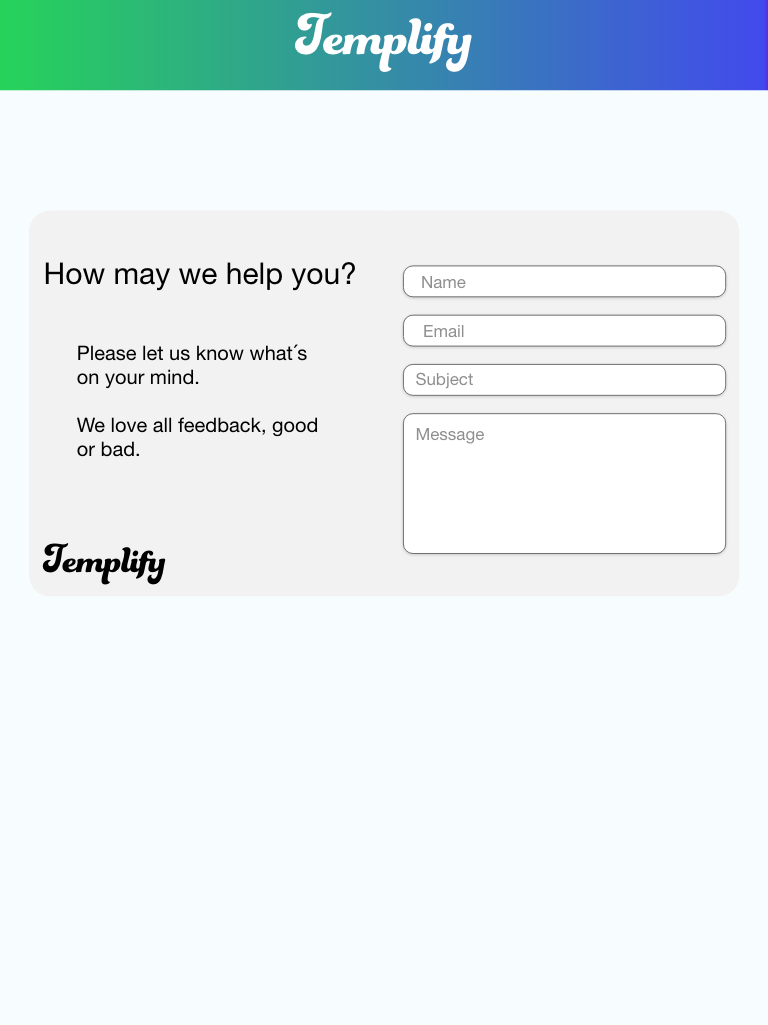 Templify
How may we help you?
Please let us know what´s
on your mind.
We love all feedback, good
or bad.
Templify
Name
Email
Subject
Message